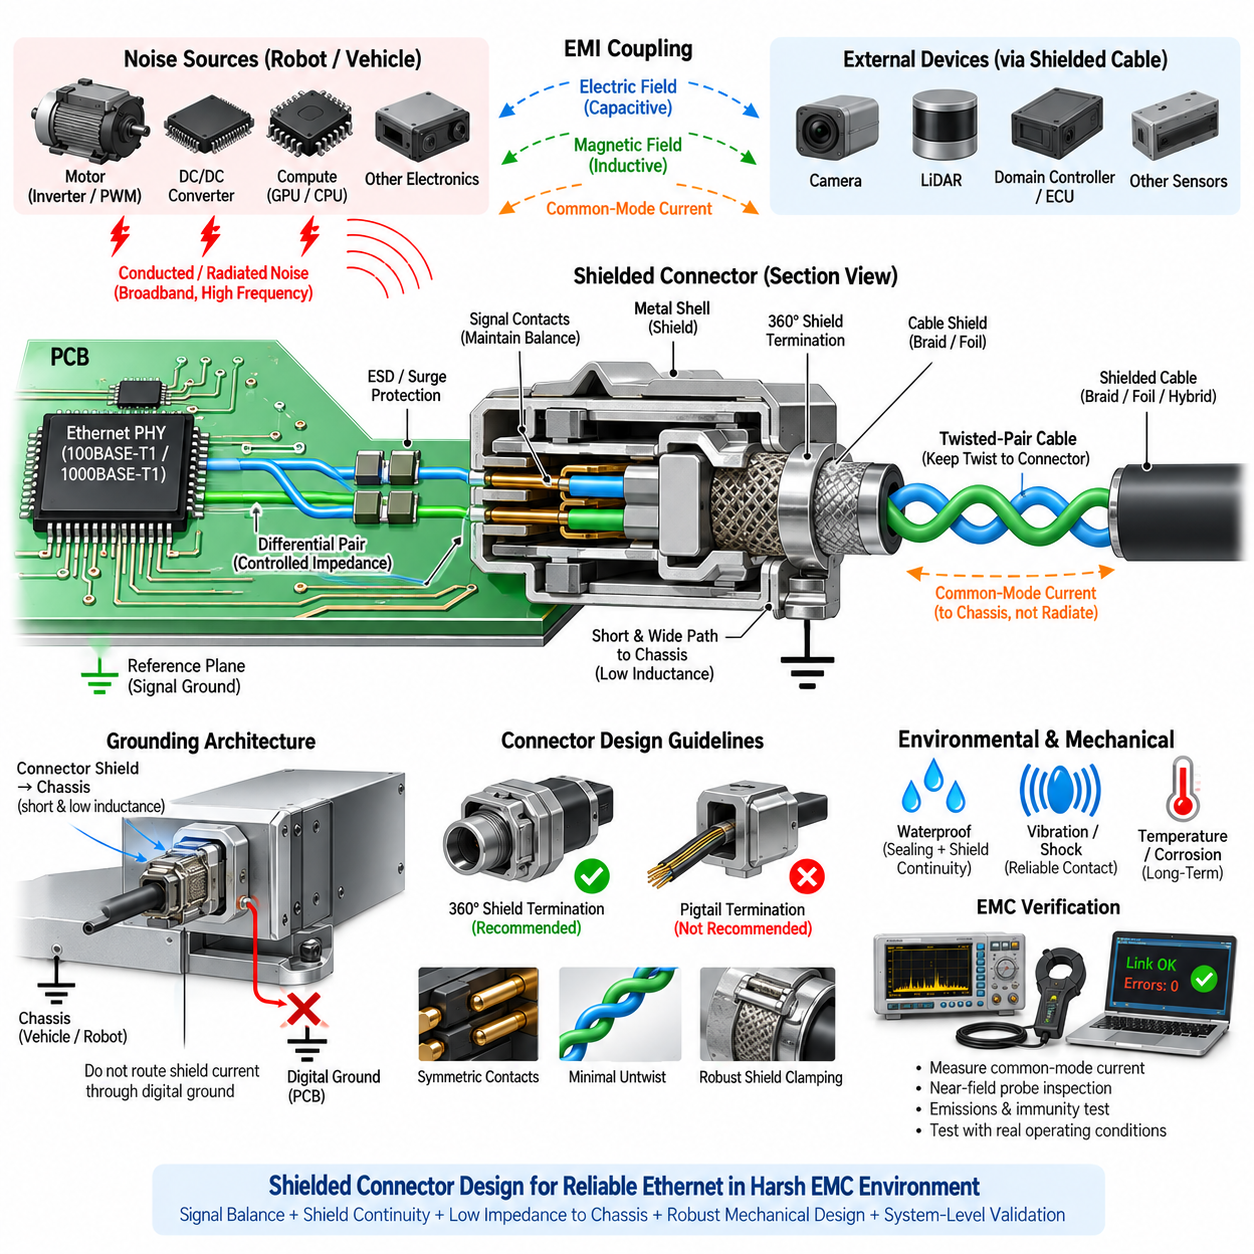 Noise Sources (Robot / Vehicle)
Motor
(Inverter / PWM)
DC/DC
Converter
Compute
(GPU / CPU)
Other Electronics
Conducted / Radiated Noise
(Broadband, High Frequency)
EMI Coupling
Electric Field
(Capacitive)
Magnetic Field
(Inductive)
Common-Mode Current
External Devices (via Shielded Cable)
Camera
LiDAR
Domain Controller
/ ECU
Other Sensors
Shielded Connector (Section View)
PCB
Ethernet PHY
(100BASE-T1 /
1000BASE-T1)
ESD / Surge
Protection
Signal Contacts
(Maintain Balance)
Metal Shell
(Shield)
360° Shield
Termination
Cable Shield
(Braid / Foil)
Shielded Cable
(Braid / Foil / Hybrid)
Twisted-Pair Cable
(Keep Twist to Connector)
Differential Pair
(Controlled Impedance)
Common-Mode Current
(to Chassis, not Radiate)
Short & Wide Path
to Chassis
(Low Inductance)
Reference Plane
(Signal Ground)
Grounding Architecture
Connector Shield
→ Chassis
(short & low inductance)
Chassis
(Vehicle / Robot)
Do not route shield current
through digital ground
Digital Ground
(PCB)
Connector Design Guidelines
360° Shield Termination
(Recommended)
Pigtail Termination
(Not Recommended)
Symmetric Contacts
Minimal Untwist
Robust Shield Clamping
Environmental & Mechanical
Waterproof
(Sealing + Shield
Continuity)
Vibration /
Shock
(Reliable Contact)
Temperature
/ Corrosion
(Long-Term)
EMC Verification
Link OK
Errors: 0
• Measure common-mode current
• Near-field probe inspection
• Emissions & immunity test
• Test with real operating conditions
Shielded Connector Design for Reliable Ethernet in Harsh EMC Environment
Signal Balance + Shield Continuity + Low Impedance to Chassis + Robust Mechanical Design + System-Level Validation